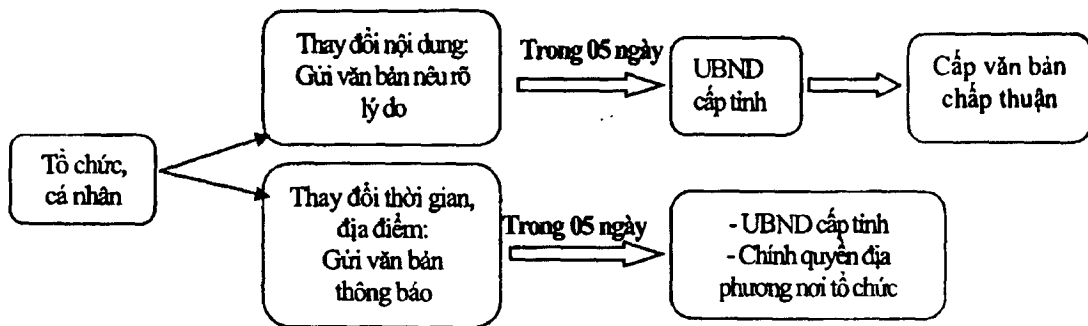 Tổ chức,
cá nhân
Thay đổi nội dung:
Gửi văn bản nêu rõ
lý do
Trong 05 ngày
UBND
cấp tỉnh
Cấp văn bản
chấp thuận
Thay đổi thời gian,
địa điểm:
Gửi văn bản
thông báo
Trong 05 ngày
- UBND cấp tỉnh
- Chính quyền địa
phương nơi tổ chức